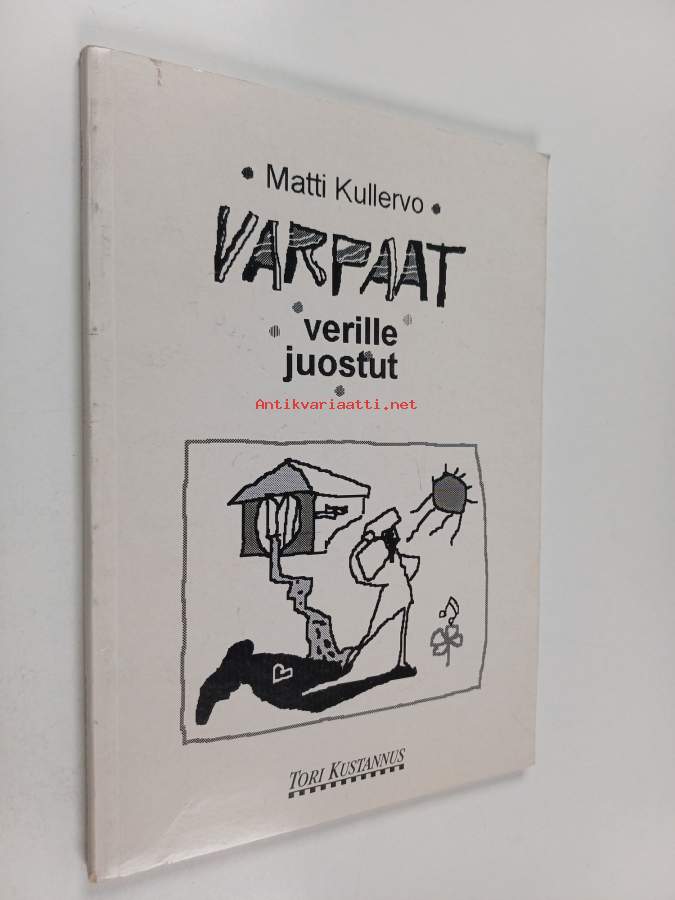 Matti Kullervo
VARPAAT
verille
juostut
Antikvariaatti.net
TORI KUSTANNUS